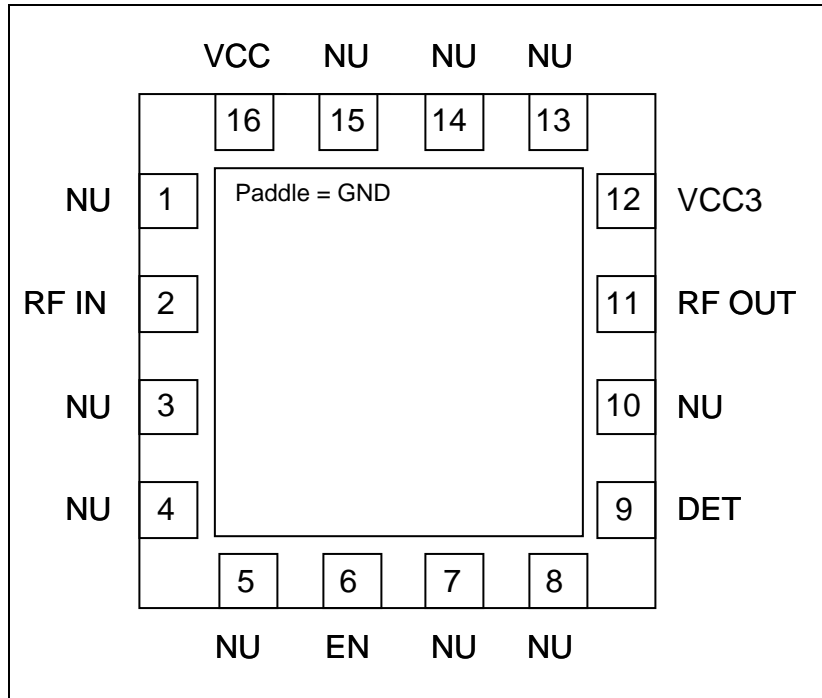 VCC NU NU NU
16 15 14 13
Paddle = GND
NU 1 12 VCC3
RF IN 2 11 RF OUT
NU 3 10 NU
NU 4 9 DET
5 6 7 8
NU EN NU NU